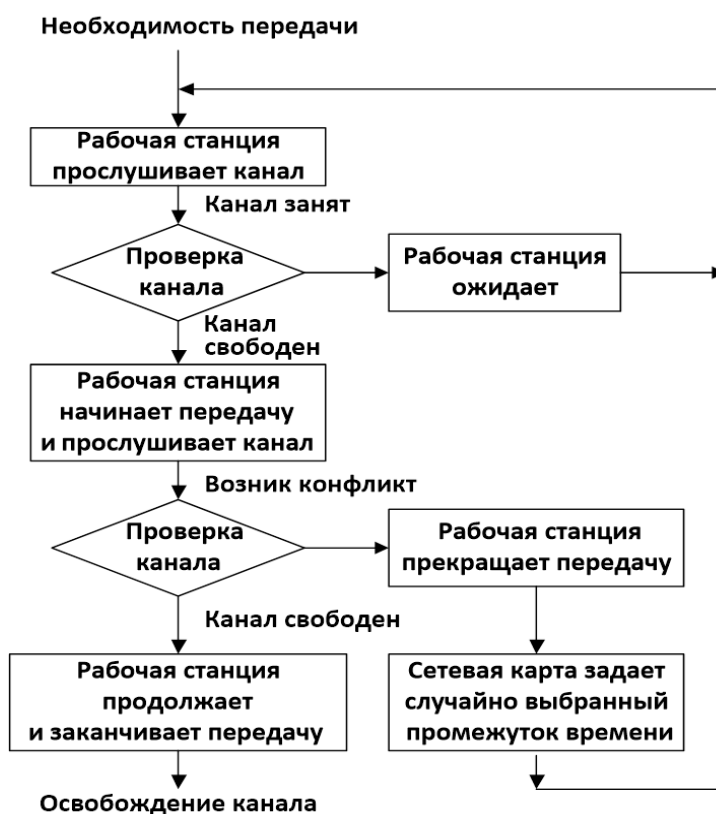 Необходимость передачи
Рабочая станция
прослушивает канал
Канал занят
Проверка
канала
Рабочая станция
ожидает
Канал
свободен
Рабочая станция
начинает передачу
и прослушивает канал
Возник конфликт
Проверка
канала
Рабочая станция
прекращает передачу
Канал свободен
Рабочая станция
продолжает
и заканчивает передачу
Сетевая карта задает
случайно выбранный
промежуток времени
Освобождение канала